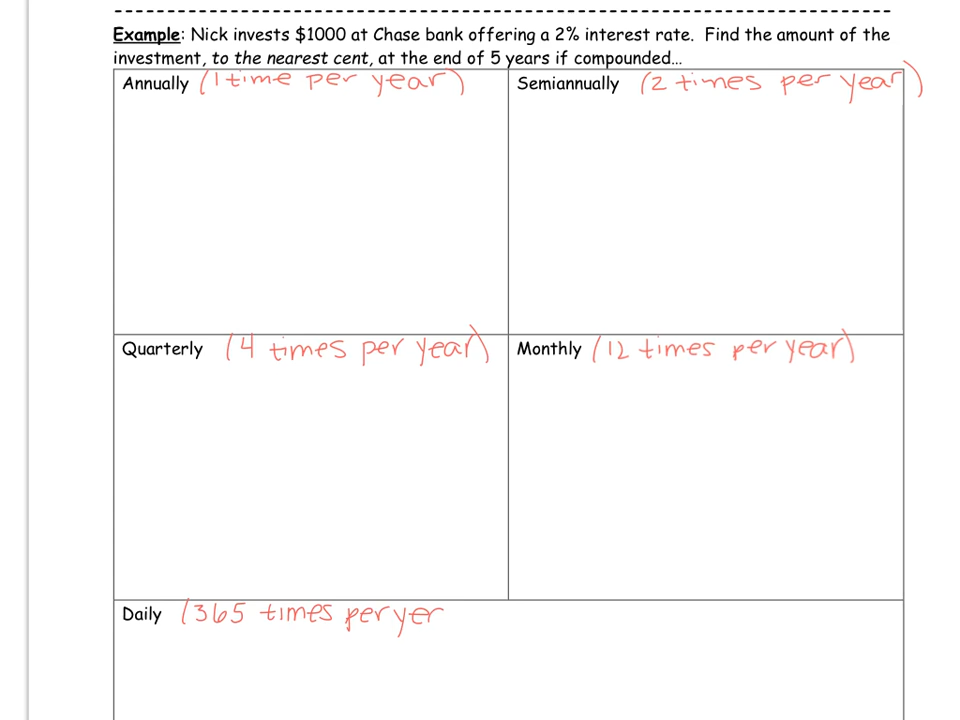 Example: Nick invests $1000 at Chase bank offering a 2% interest rate. Find the amount of the
investment, to the nearest cent, at the end of 5 years if compounded...
Annually (1 time per year)
Semiannually (2 times per year)
Quarterly (4 times per year)
Monthly (12 times per year)
Daily (365 times per yer